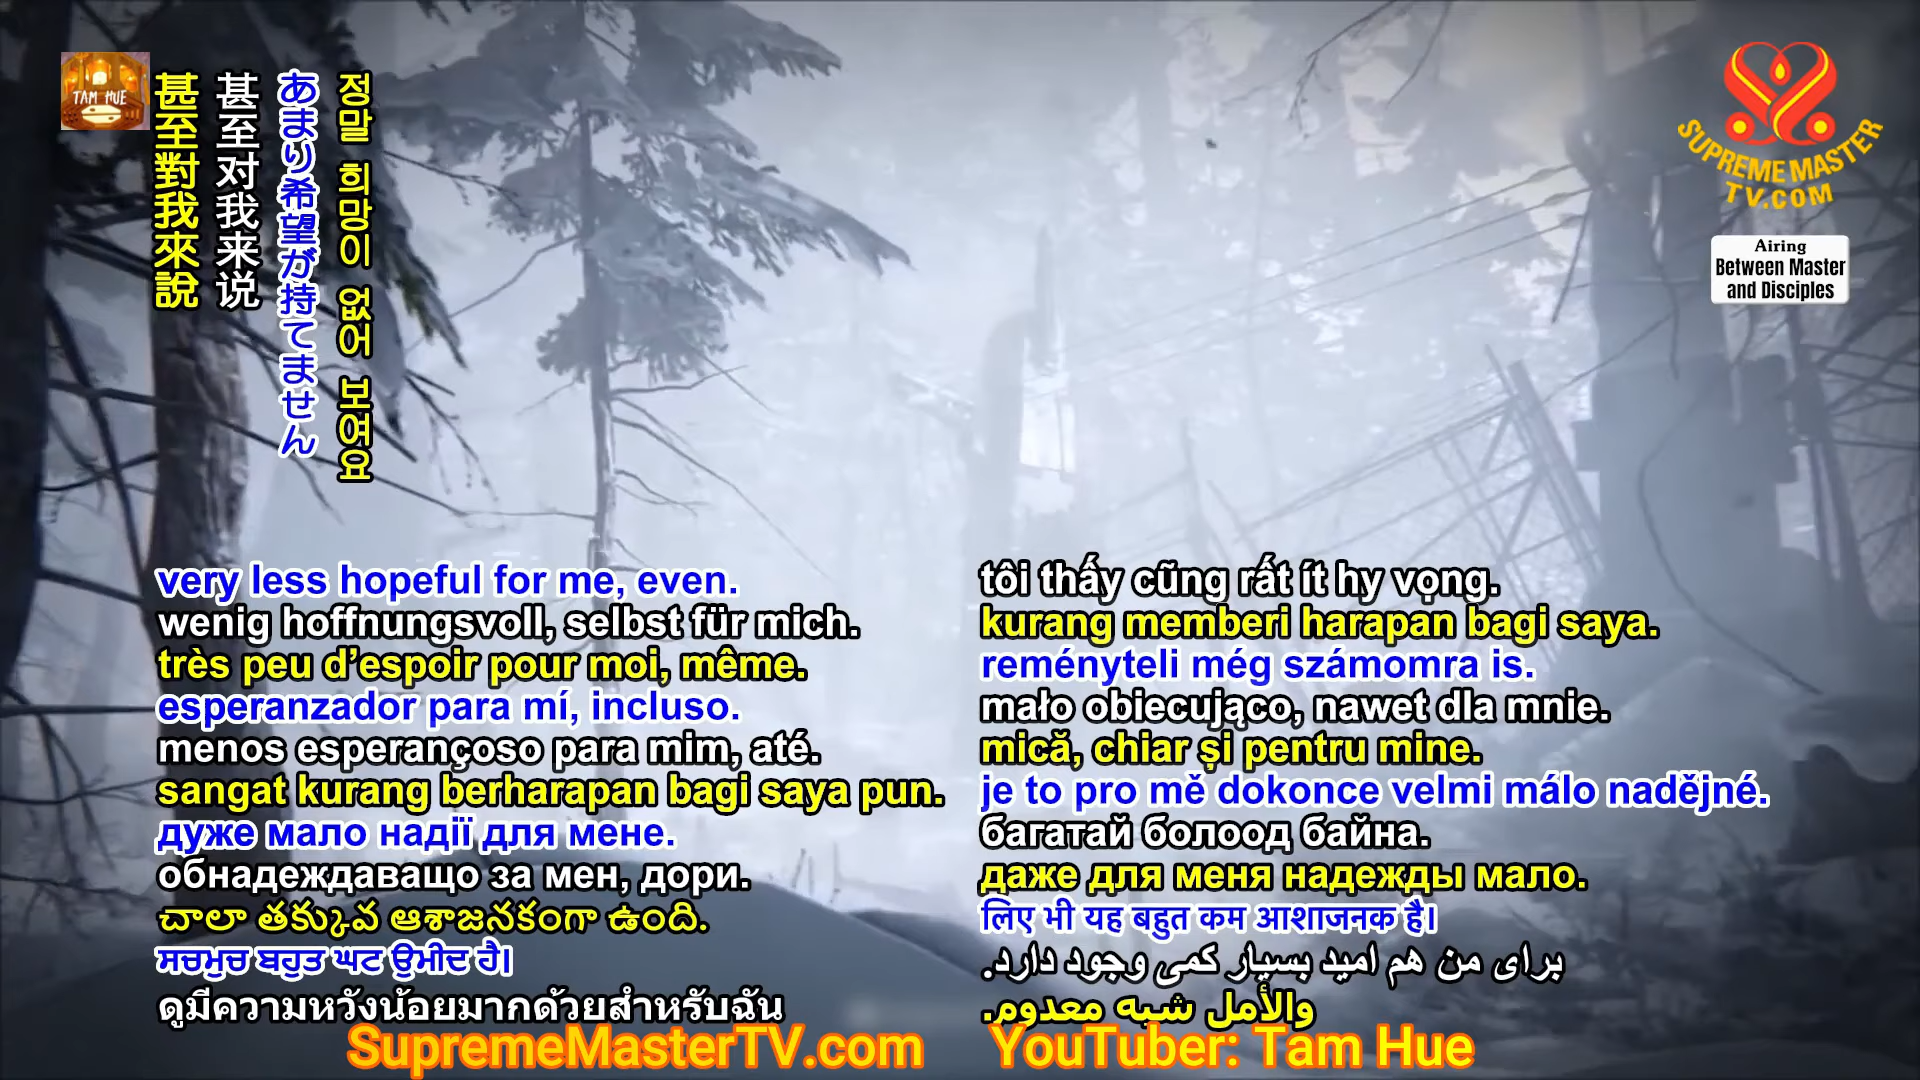 TAM HUE
甚至對我來說
甚至对我来说
あまり希望が持てません
정말 희망이 없어 보여요
SUPREME MASTER
TV.COM
Airing
Between Master
and Disciples
very less hopeful for me, even.
wenig hoffnungsvoll, selbst für mich.
très peu d’espoir pour moi, même.
esperanzador para mí, incluso.
menos esperançoso para mim, até.
sangat kurang berharapan bagi saya pun.
дуже мало надії для мене.
обнадеждаващо за мен, дори.
చాలా తక్కువ ఆశాజనకంగా ఉంది.
ਸਚਮੁਚ ਬਹੁਤ ਘਟ ਉਮੀਦ ਹੈ।
ดูมีความหวังน้อยมากด้วยสำหรับฉัน
tôi thấy cũng rất ít hy vọng.
kurang memberi harapan bagi saya.
reményteli még számomra is.
mało obiecująco, nawet dla mnie.
mică, chiar și pentru mine.
je to pro mě dokonce velmi málo nadějné.
багатай болоод байна.
даже для меня надежды мало.
लिए भी यह बहुत कम आशाजनक है।
برای من هم امید بسیار کمی وجود دارد.
والأمل شبه معدوم.
SupremeMasterTV.com
YouTuber: Tam Hue